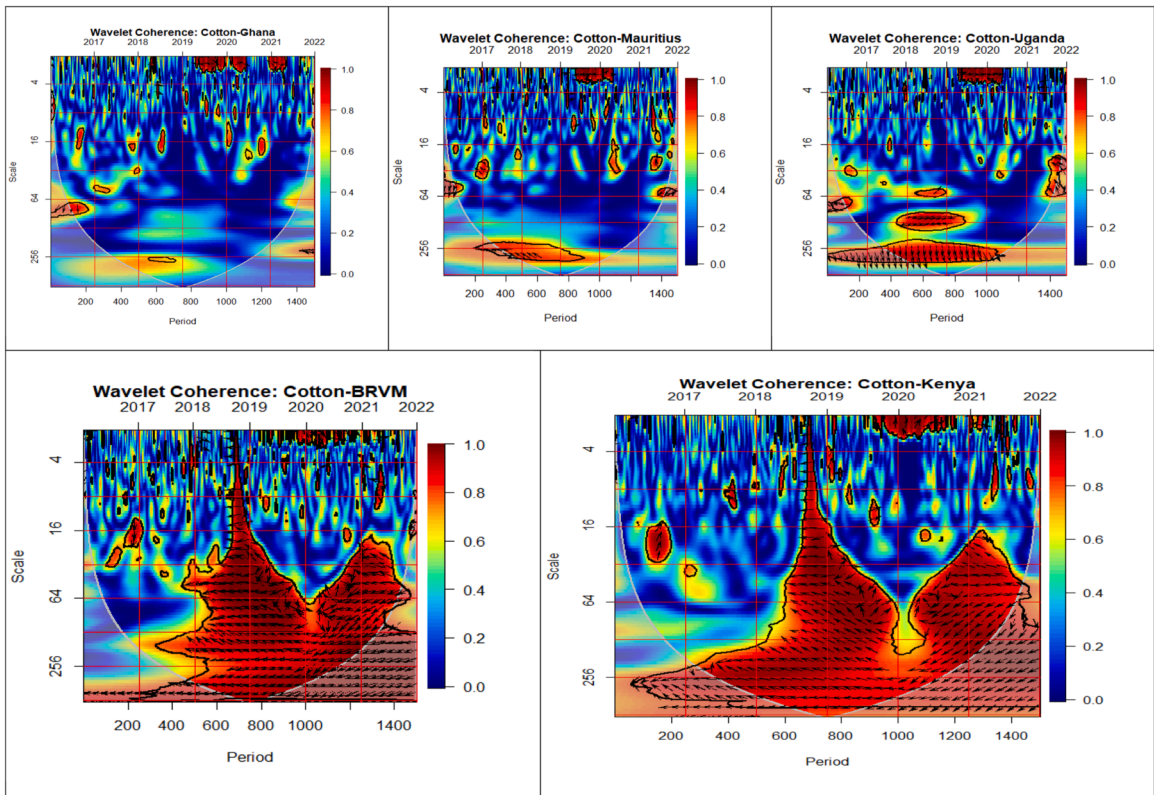 Wavelet Coherence: Cotton-Ghana
2017 2018 2019 2020 2021 2022
4
16
64
256
Scale
200 400 600 800 1000 1200 1400
Period
1.0
0.8
0.6
0.4
0.2
0.0
Wavelet Coherence: Cotton-Mauritius
2017 2018 2019 2020 2022
4
16
64
256
Scale
200 400 600 800 1000 1400
Period
1.0
0.8
0.6
0.4
0.2
0.0
Wavelet Coherence: Cotton-Uganda
2017 2018 2019 2020 2021 2022
4
16
64
256
Scale
200 400 600 800 1000 1400
Period
1.0
0.8
0.6
0.4
0.2
0.0
Wavelet Coherence: Cotton-BRVM
2017 2018 2019 2020 2021 2022
4
16
64
256
Scale
200 400 600 800 1000 1400
Period
1.0
0.8
0.6
0.4
0.2
0.0
Wavelet Coherence: Cotton-Kenya
2017 2018 2019 2020 2021 2022
4
16
64
256
Scale
200 400 600 800 1000 1200 1400
Period
1.0
0.8
0.6
0.4
0.2
0.0